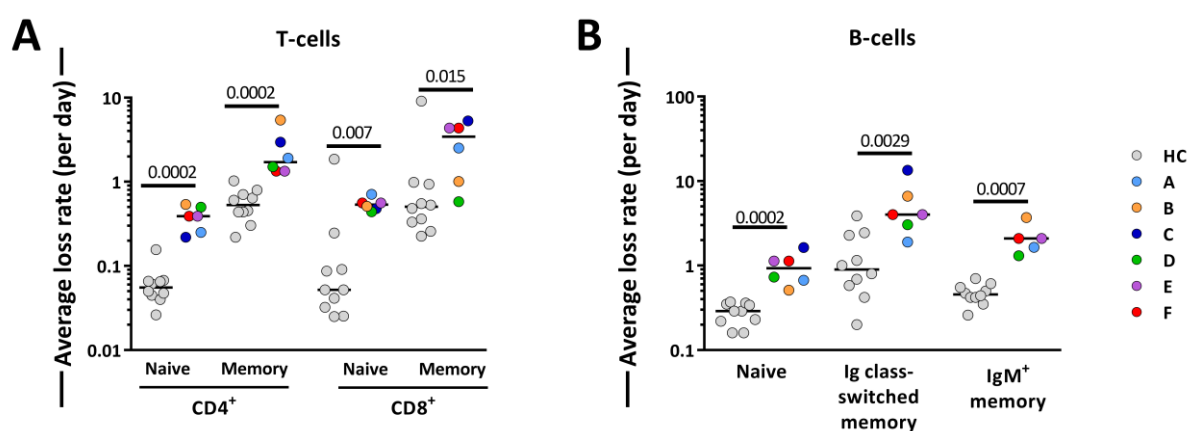 A
T-cells
Average loss rate (per day)
10
1
0.1
0.01
0.0002
0.0002
0.007
0.015
Naive
Memory
Naive
Memory
CD4+
CD8+
B
B-cells
Average loss rate (per day)
100
10
1
0.1
0.0002
0.0029
0.0007
Naive
Ig class-
switched
memory
IgM+
memory
HC
A
B
C
D
E
F